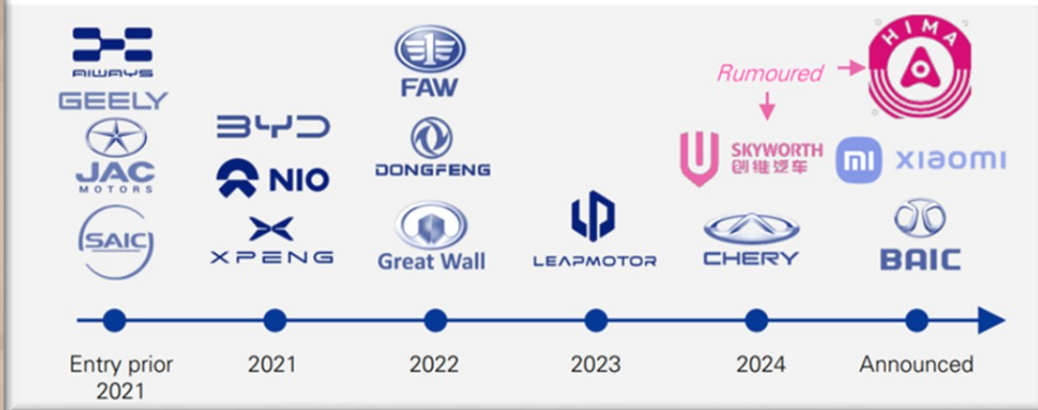 AIWAYS
GEELY
JAC
MOTORS
SAIC
BYD
NIO
XPENG
FAW
DONGFENG
Great Wall
LEAPMOTOR
Rumoured
SKYWORTH
创维汽车
CHERY
HIMA
mi xiaomi
BAIC
Entry prior
2021
2021
2022
2023
2024
Announced